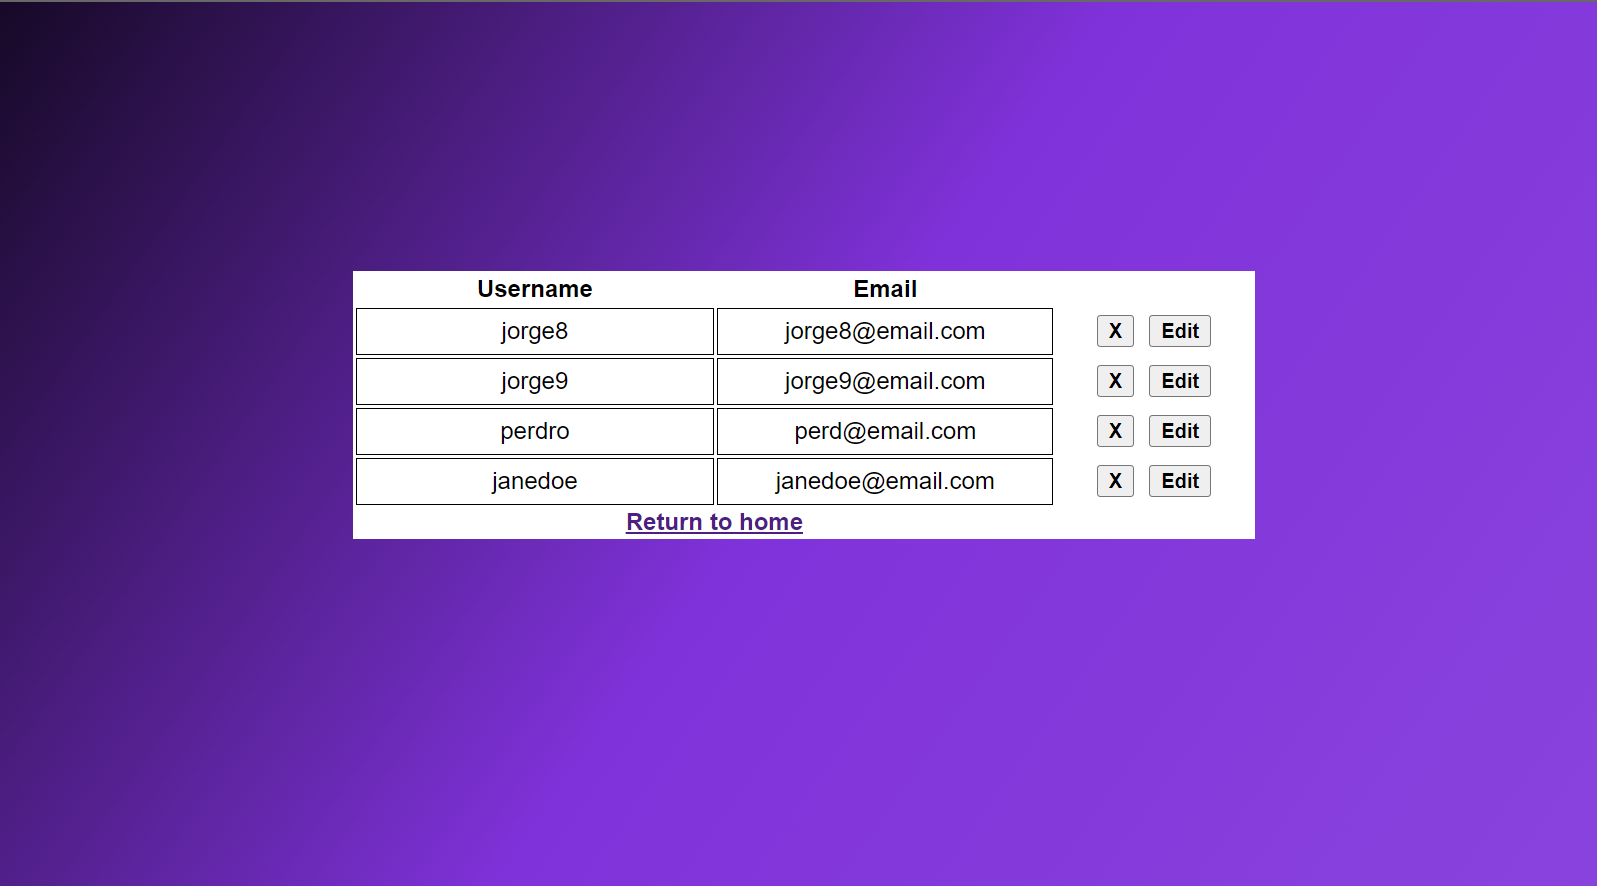 Username Email
jorge8 jorge8@email.com X Edit
jorge9 jorge9@email.com X Edit
perdro perd@email.com X Edit
janedoe janedoe@email.com X Edit
Return to home